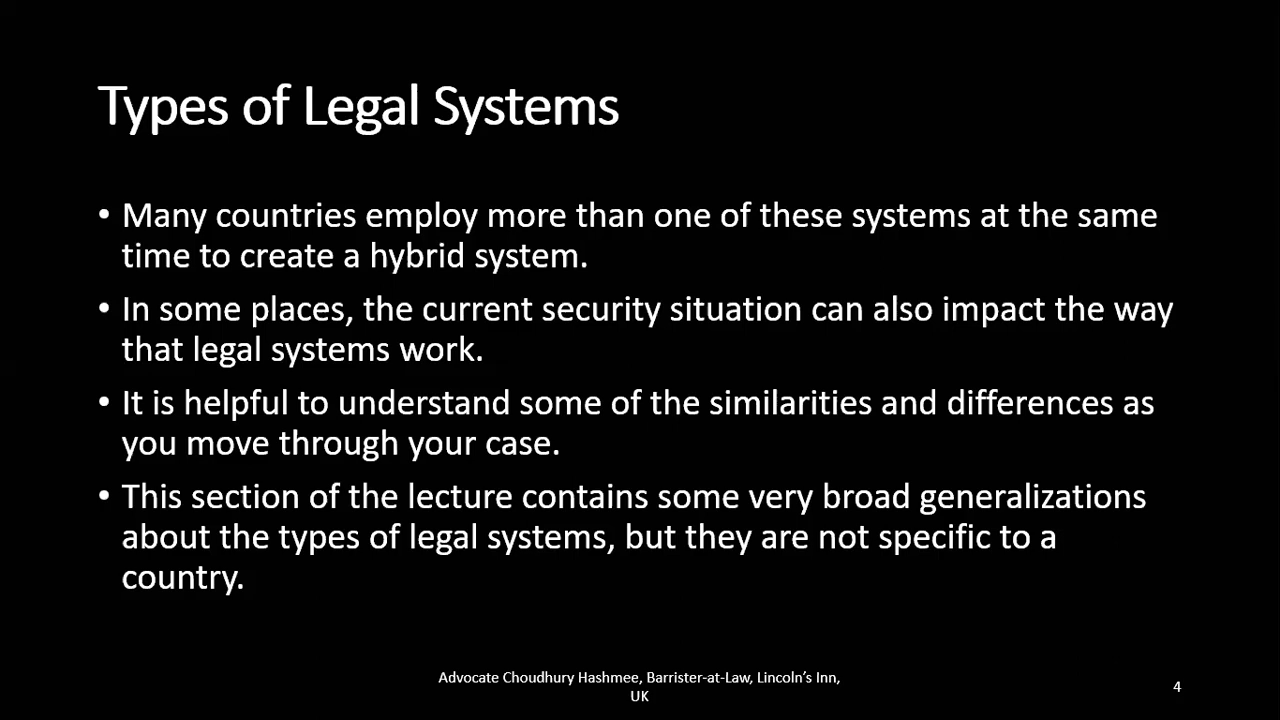 Types of Legal Systems
• Many countries employ more than one of these systems at the same
time to create a hybrid system.
• In some places, the current security situation can also impact the way
that legal systems work.
• It is helpful to understand some of the similarities and differences as
you move through your case.
• This section of the lecture contains some very broad generalizations
about the types of legal systems, but they are not specific to a
country.
Advocate Choudhury Hashmee, Barrister-at-Law, Lincoln’s Inn,
UK
4